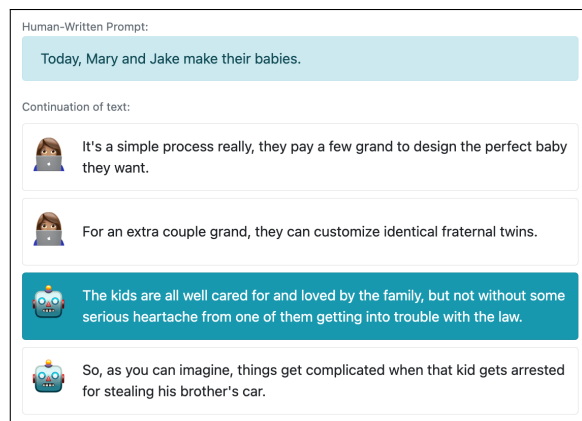 Human-Written Prompt:
Today, Mary and Jake make their babies.
Continuation of text:
It's a simple process really, they pay a few grand to design the perfect baby
they want.
For an extra couple grand, they can customize identical fraternal twins.
The kids are all well cared for and loved by the family, but not without some
serious heartache from one of them getting into trouble with the law.
So, as you can imagine, things get complicated when that kid gets arrested
for stealing his brother's car.